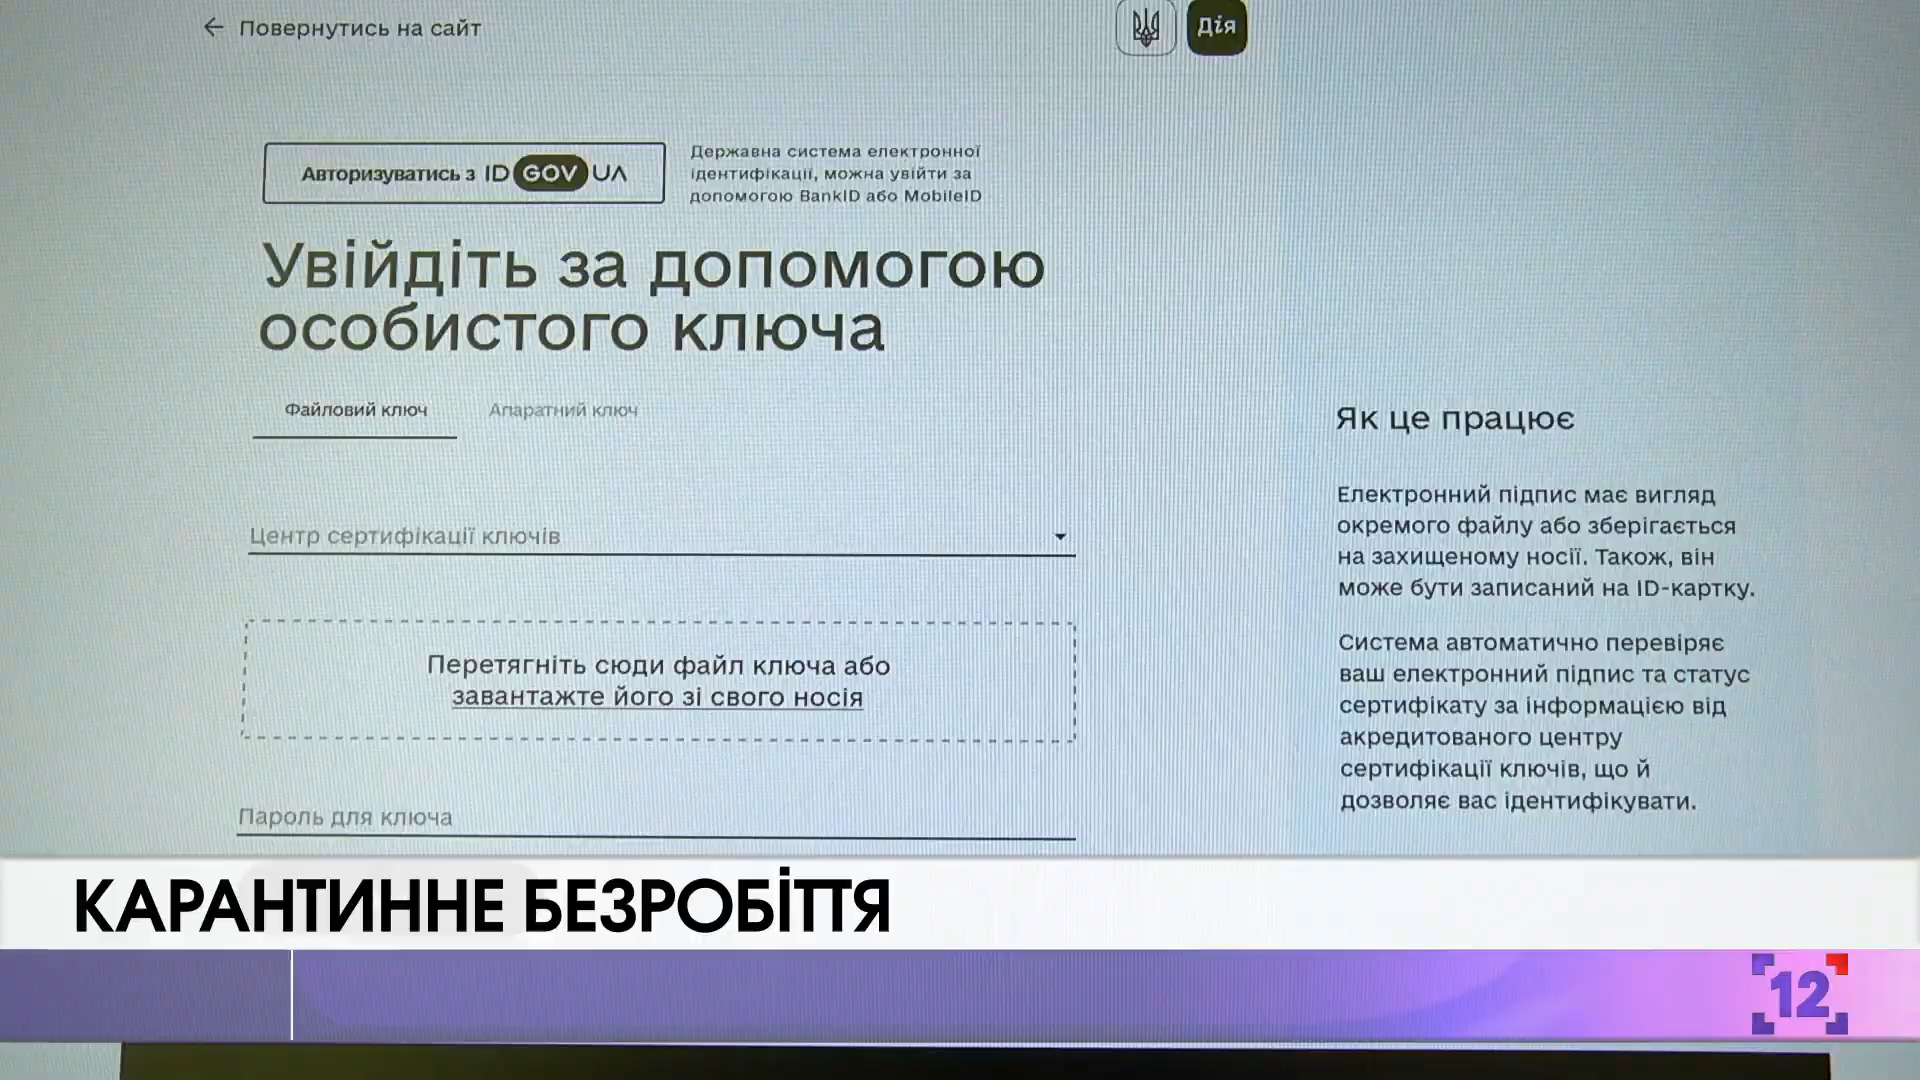 ← Повернутись на сайт
Дія
Авторизуватись з ID GOV UA
Державна система електронної
ідентифікації, можна увійти за
допомогою BankID або MobileID
Увійдіть за допомогою
особистого ключа
Файловий ключ Апаратний ключ
Центр сертифікації ключів
Перетягніть сюди файл ключа або
завантажте його зі свого носія
Пароль для ключа
Як це працює
Електронний підпис має вигляд
окремого файлу або зберігається
на захищеному носії. Також, він
може бути записаний на ID-картку.
Система автоматично перевіряє
ваш електронний підпис та статус
сертифікату за інформацією від
акредитованого центру
сертифікації ключів, що й
дозволяє вас ідентифікувати.
КАРАНТИННЕ БЕЗРОБІТТЯ
12